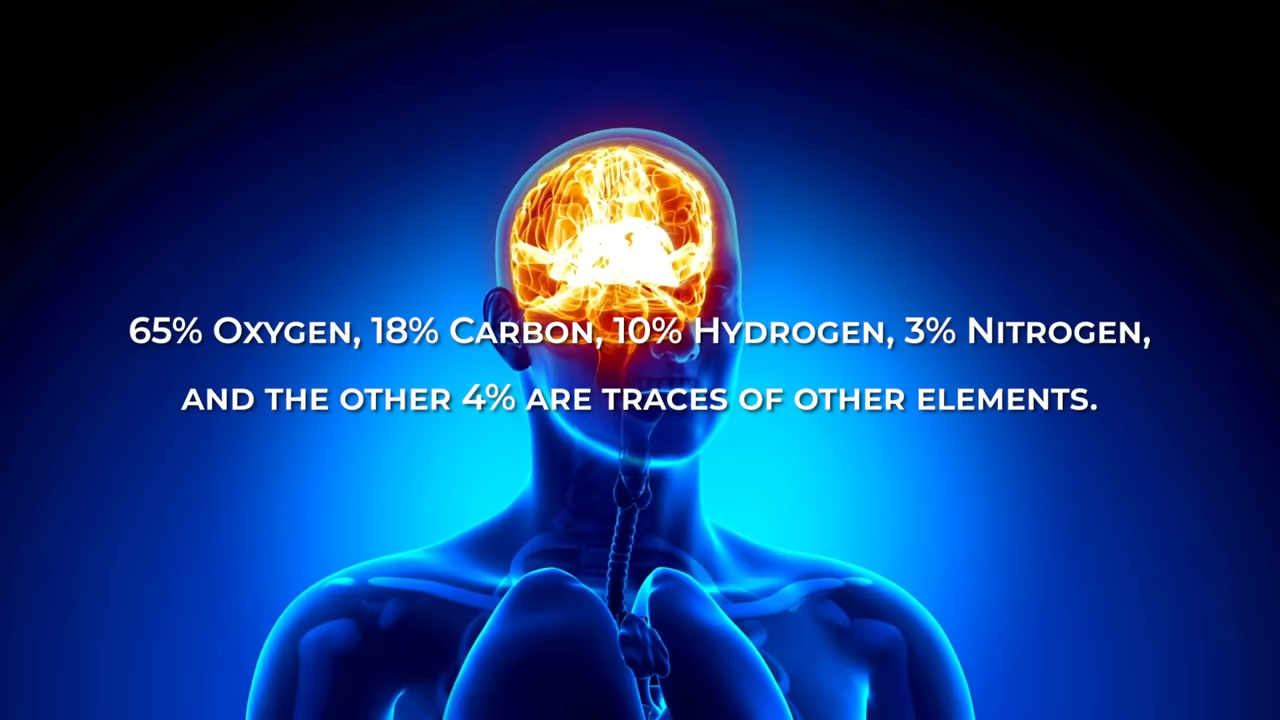 65% Oxygen, 18% Carbon, 10% Hydrogen, 3% Nitrogen,
and the other 4% are traces of other elements.